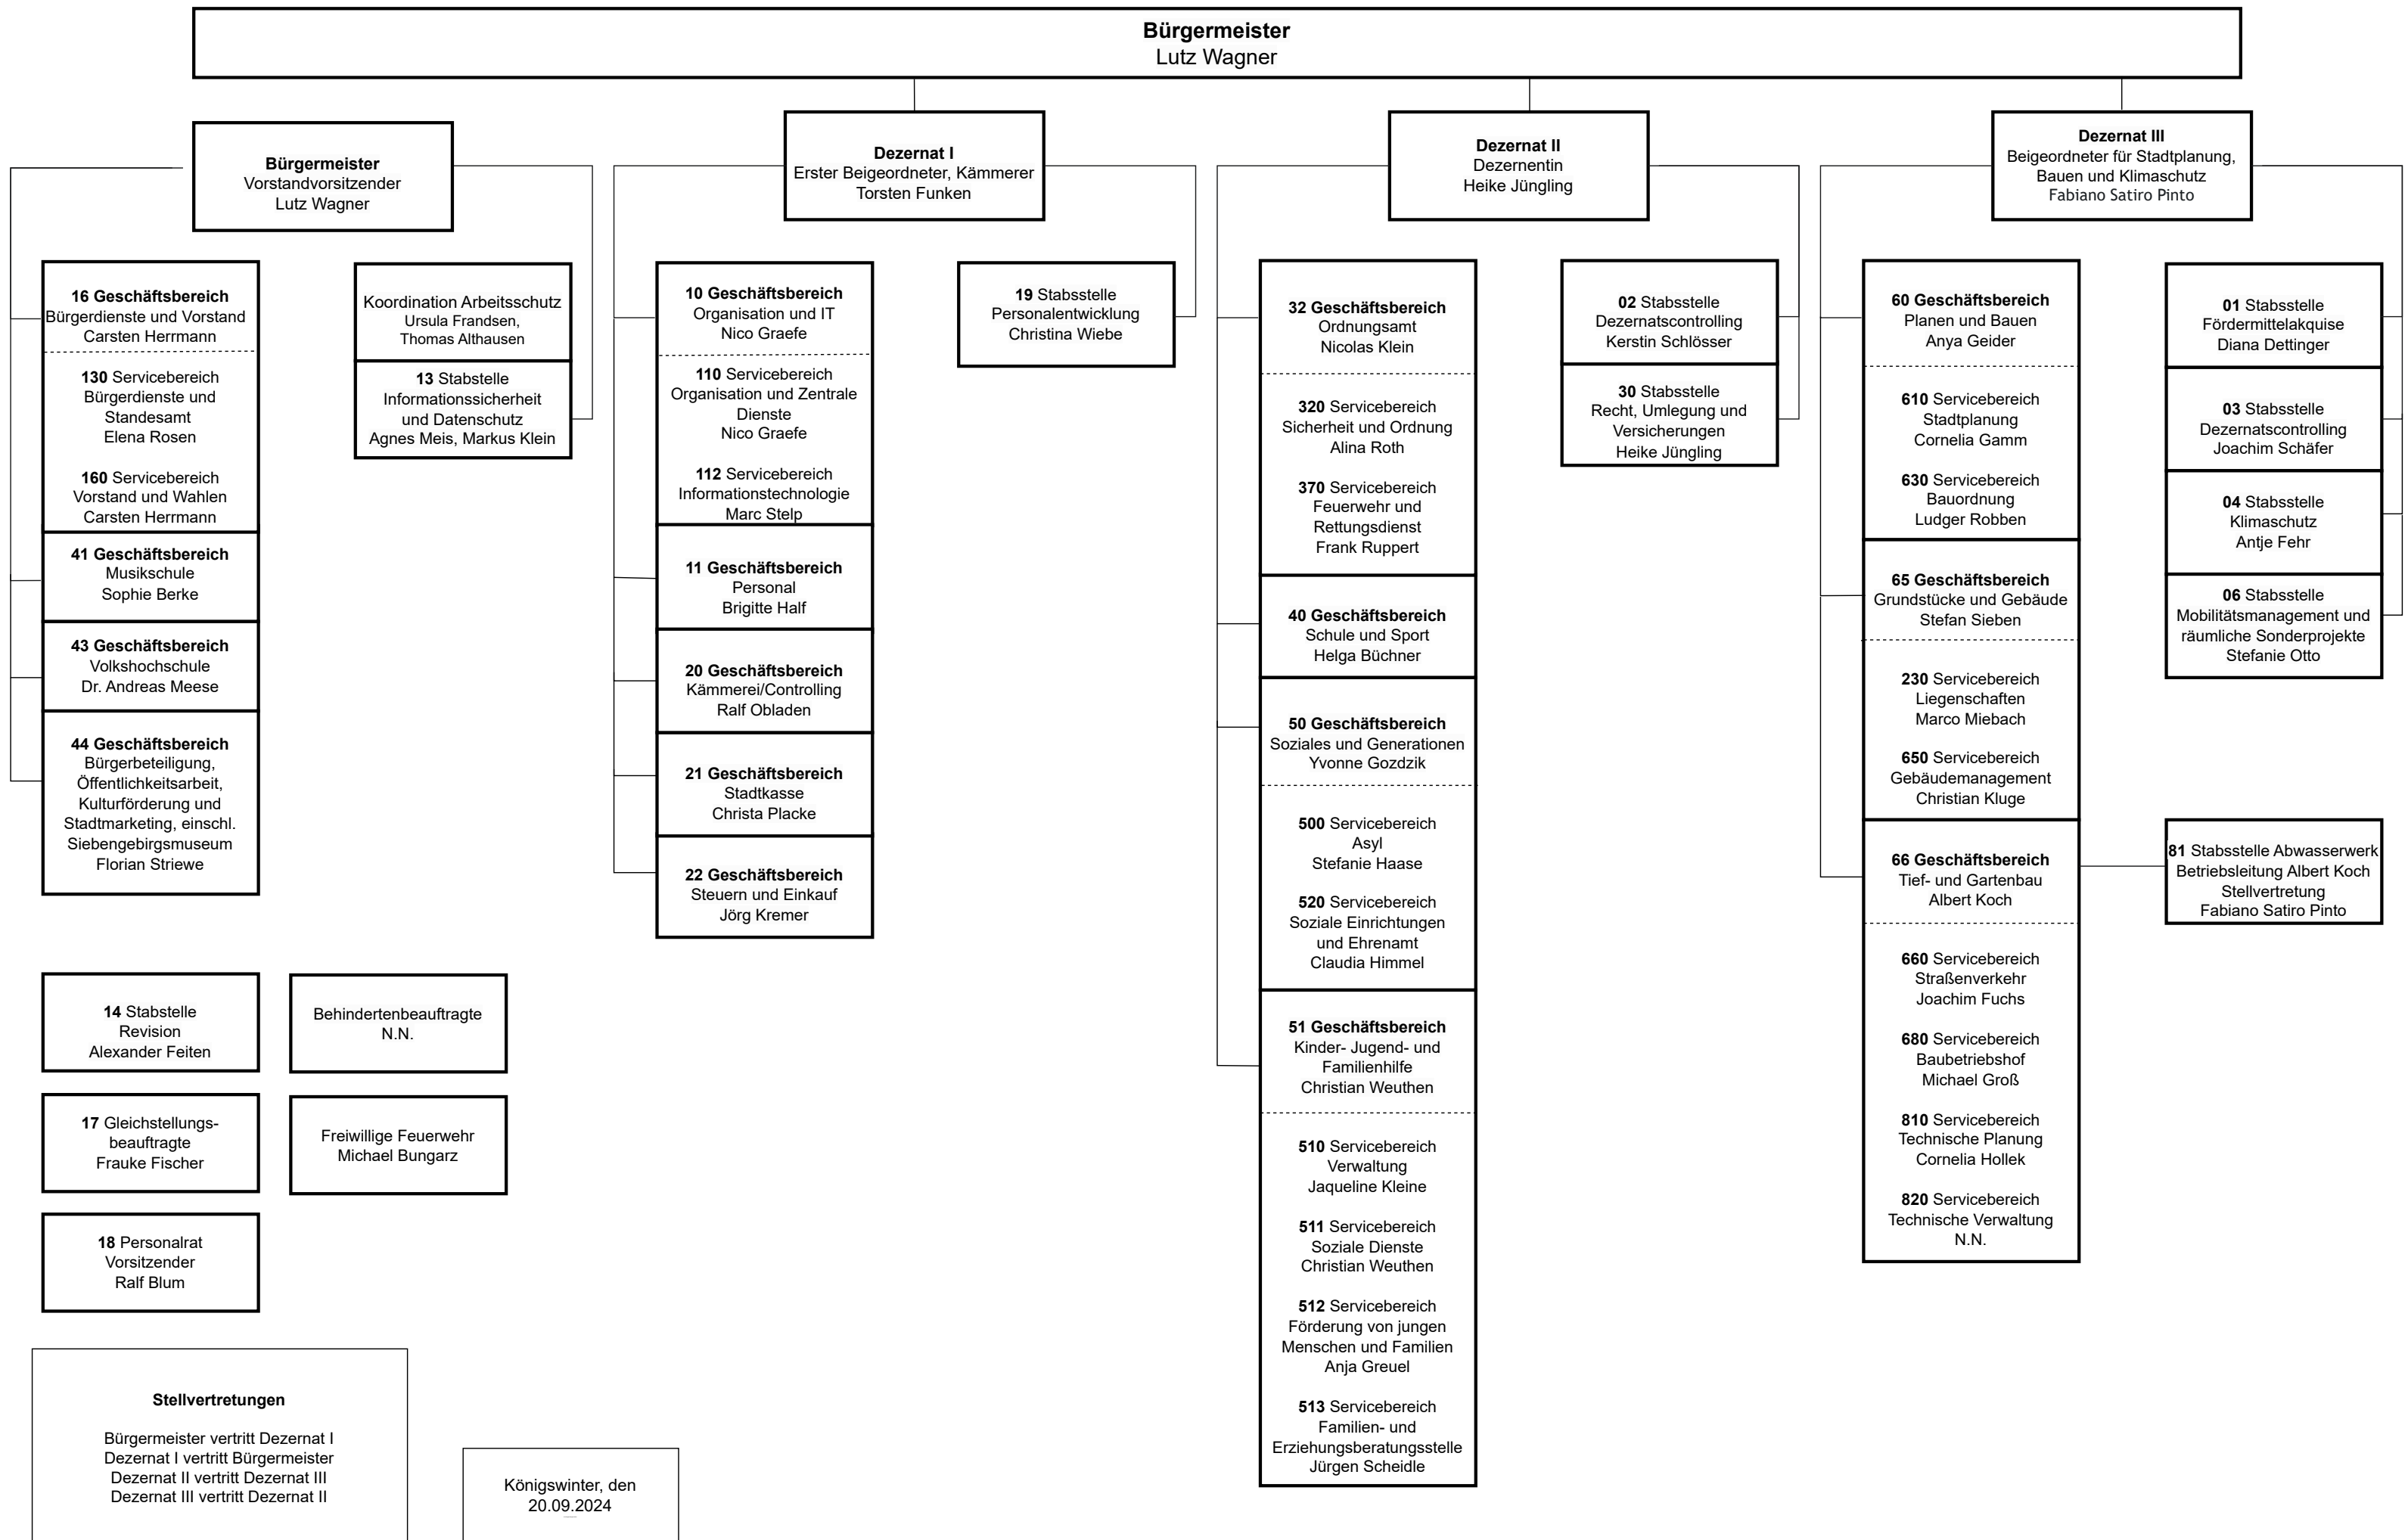 Bürgermeister
Lutz Wagner
Bürgermeister
Vorstandvorsitzender
Lutz Wagner
16 Geschäftsbereich
Bürgerdienste und Vorstand
Carsten Herrmann
130 Servicebereich
Bürgerdienste und
Standesamt
Elena Rosen
160 Servicebereich
Vorstand und Wahlen
Carsten Herrmann
41 Geschäftsbereich
Musikschule
Sophie Berke
43 Geschäftsbereich
Volkshochschule
Dr. Andreas Meese
44 Geschäftsbereich
Bürgerbeteiligung,
Öffentlichkeitsarbeit,
Kulturförderung und
Stadtmarketing, einschl.
Siebengebirgsmuseum
Florian Striewe
Koordination Arbeitsschutz
Ursula Frandsen,
Thomas Althausen
13 Stabstelle
Informationssicherheit
und Datenschutz
Agnes Meis, Markus Klein
Dezernat I
Erster Beigeordneter, Kämmerer
Torsten Funken
10 Geschäftsbereich
Organisation und IT
Nico Graefe
110 Servicebereich
Organisation und Zentrale
Dienste
Nico Graefe
112 Servicebereich
Informationstechnologie
Marc Stelp
11 Geschäftsbereich
Personal
Brigitte Half
20 Geschäftsbereich
Kämmerei/Controlling
Ralf Obladen
21 Geschäftsbereich
Stadtkasse
Christa Placke
22 Geschäftsbereich
Steuern und Einkauf
Jörg Kremer
19 Stabsstelle
Personalentwicklung
Christina Wiebe
Dezernat II
Dezernentin
Heike Jüngling
32 Geschäftsbereich
Ordnungsamt
Nicolas Klein
320 Servicebereich
Sicherheit und Ordnung
Alina Roth
370 Servicebereich
Feuerwehr und
Rettungsdienst
Frank Ruppert
40 Geschäftsbereich
Schule und Sport
Helga Büchner
50 Geschäftsbereich
Soziales und Generationen
Yvonne Gozdzik
500 Servicebereich
Asyl
Stefanie Haase
520 Servicebereich
Soziale Einrichtungen
und Ehrenamt
Claudia Himmel
51 Geschäftsbereich
Kinder- Jugend- und
Familienhilfe
Christian Weuthen
510 Servicebereich
Verwaltung
Jaqueline Kleine
511 Servicebereich
Soziale Dienste
Christian Weuthen
512 Servicebereich
Förderung von jungen
Menschen und Familien
Anja Greuel
513 Servicebereich
Familien- und
Erziehungsberatungsstelle
Jürgen Scheidle
02 Stabsstelle
Dezernatscontrolling
Kerstin Schlösser
30 Stabsstelle
Recht, Umlegung und
Versicherungen
Heike Jüngling
Dezernat III
Beigeordneter für Stadtplanung,
Bauen und Klimaschutz
Fabiano Satiro Pinto
60 Geschäftsbereich
Planen und Bauen
Anya Geider
610 Servicebereich
Stadtplanung
Cornelia Gamm
630 Servicebereich
Bauordnung
Ludger Robben
65 Geschäftsbereich
Grundstücke und Gebäude
Stefan Sieben
230 Servicebereich
Liegenschaften
Marco Miebach
650 Servicebereich
Gebäudemanagement
Christian Kluge
66 Geschäftsbereich
Tief- und Gartenbau
Albert Koch
660 Servicebereich
Straßenverkehr
Joachim Fuchs
680 Servicebereich
Baubetriebshof
Michael Groß
810 Servicebereich
Technische Planung
Cornelia Hollek
820 Servicebereich
Technische Verwaltung
N.N.
01 Stabsstelle
Fördermittelakquise
Diana Dettinger
03 Stabsstelle
Dezernatscontrolling
Joachim Schäfer
04 Stabsstelle
Klimaschutz
Antje Fehr
06 Stabsstelle
Mobilitätsmanagement und
räumliche Sonderprojekte
Stefanie Otto
81 Stabsstelle Abwasserwerk
Betriebsleitung Albert Koch
Stellvertretung
Fabiano Satiro Pinto
14 Stabstelle
Revision
Alexander Feiten
Behindertenbeauftragte
N.N.
17 Gleichstellungs-
beauftragte
Frauke Fischer
Freiwillige Feuerwehr
Michael Bungarz
18 Personalrat
Vorsitzender
Ralf Blum
Stellvertretungen
Bürgermeister vertritt Dezernat I
Dezernat I vertritt Bürgermeister
Dezernat II vertritt Dezernat III
Dezernat III vertritt Dezernat II
Königswinter, den
20.09.2024